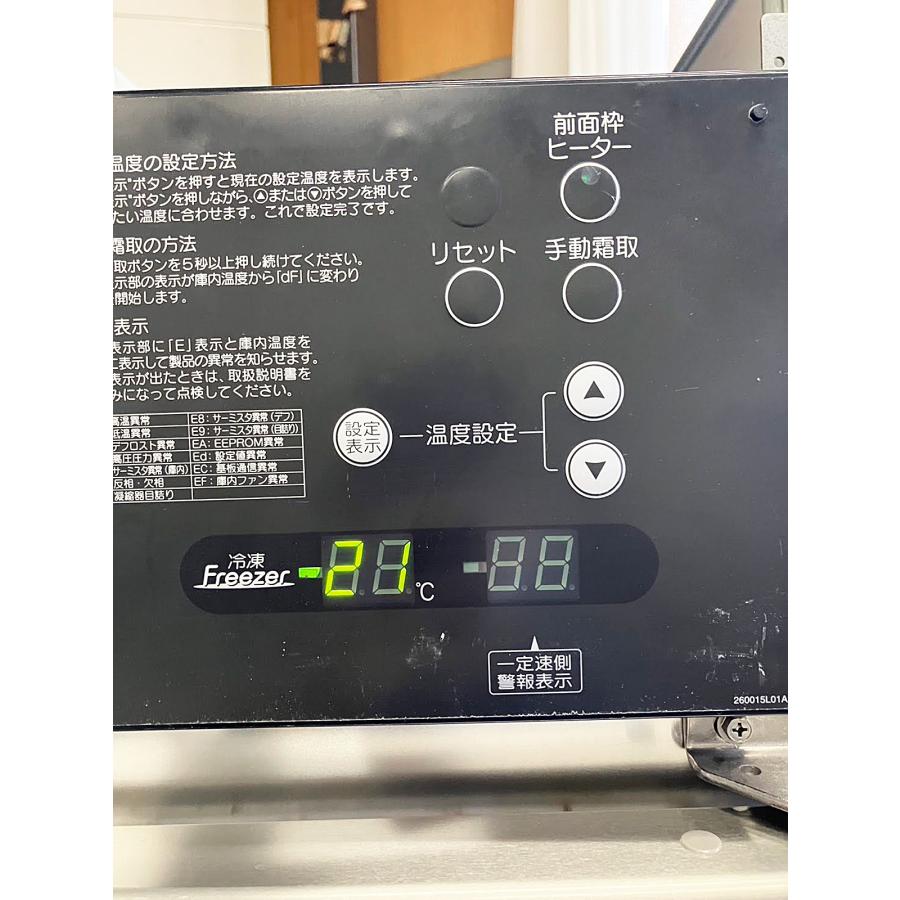 温度の設定方法
示"ボタンを押すと現在の設定温度を表示します。
示"ボタンを押しながら、▲または▼ボタンを押して
たい温度に合わせます。これで設定完了です。
霜取の方法
取ボタンを5秒以上押し続けてください。
示部の表示が庫内温度から「dF」に変わり
開始します。
表示
表示部に「E」表示と庫内温度を
に表示して製品の異常を知らせます。
表示が出たときは、取扱説明書を
みになって点検してください。
高温異常 E8:サーミスタ異常(デフ)
低温異常 E9:サーミスタ異常(目詰り)
デフロスト異常 EA:EEPROM異常
高圧圧力異常 Ed:設定値異常
サーミスタ異常(庫内) EC:基板通信異常
反相・欠相 EF:庫内ファン異常
凝縮器目詰り
前面枠
ヒーター
リセット
手動霜取
▲
設定
表示
温度設定
▼
冷凍
Freezer
-21
℃
一定速側
警報表示
260015L01A